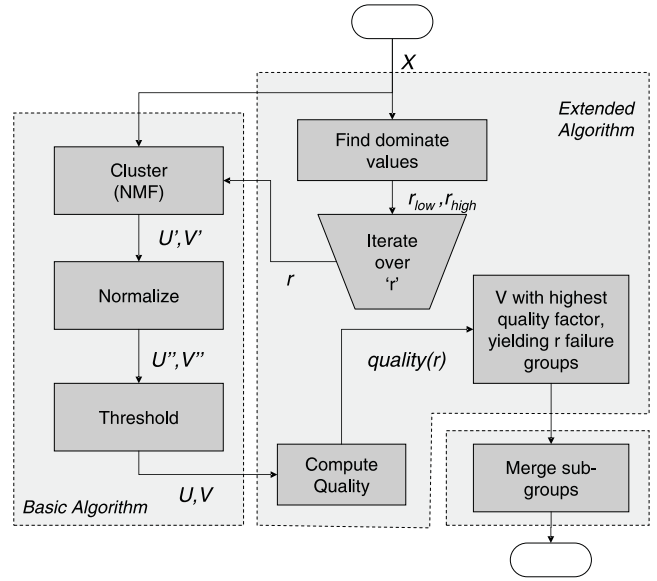 X
Extended
Algorithm
Find dominate
values
Cluster
(NMF)
r_low ,r_high
Iterate
over
'r'
U',V'
r
Normalize
V with highest
quality factor,
yielding r failure
groups
U'',V''
quality(r)
Threshold
Compute
Quality
Merge sub-
groups
U,V
Basic Algorithm